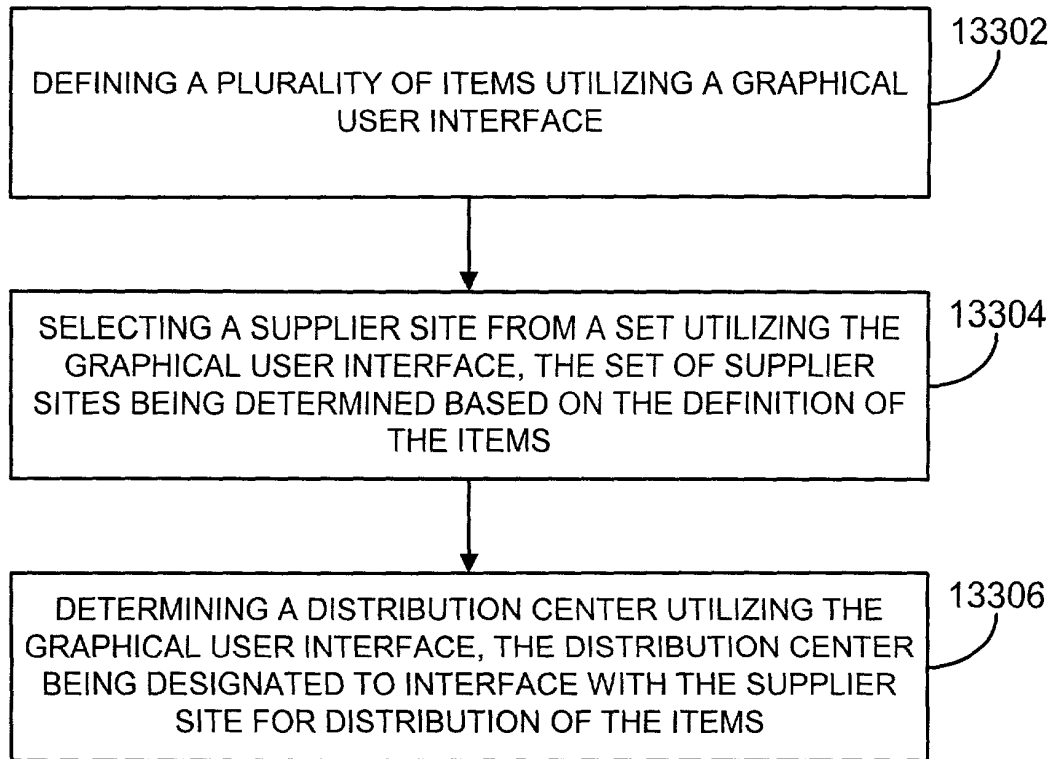 13302
DEFINING A PLURALITY OF ITEMS UTILIZING A GRAPHICAL
USER INTERFACE
13304
SELECTING A SUPPLIER SITE FROM A SET UTILIZING THE
GRAPHICAL USER INTERFACE, THE SET OF SUPPLIER
SITES BEING DETERMINED BASED ON THE DEFINITION OF
THE ITEMS
13306
DETERMINING A DISTRIBUTION CENTER UTILIZING THE
GRAPHICAL USER INTERFACE, THE DISTRIBUTION CENTER
BEING DESIGNATED TO INTERFACE WITH THE SUPPLIER
SITE FOR DISTRIBUTION OF THE ITEMS